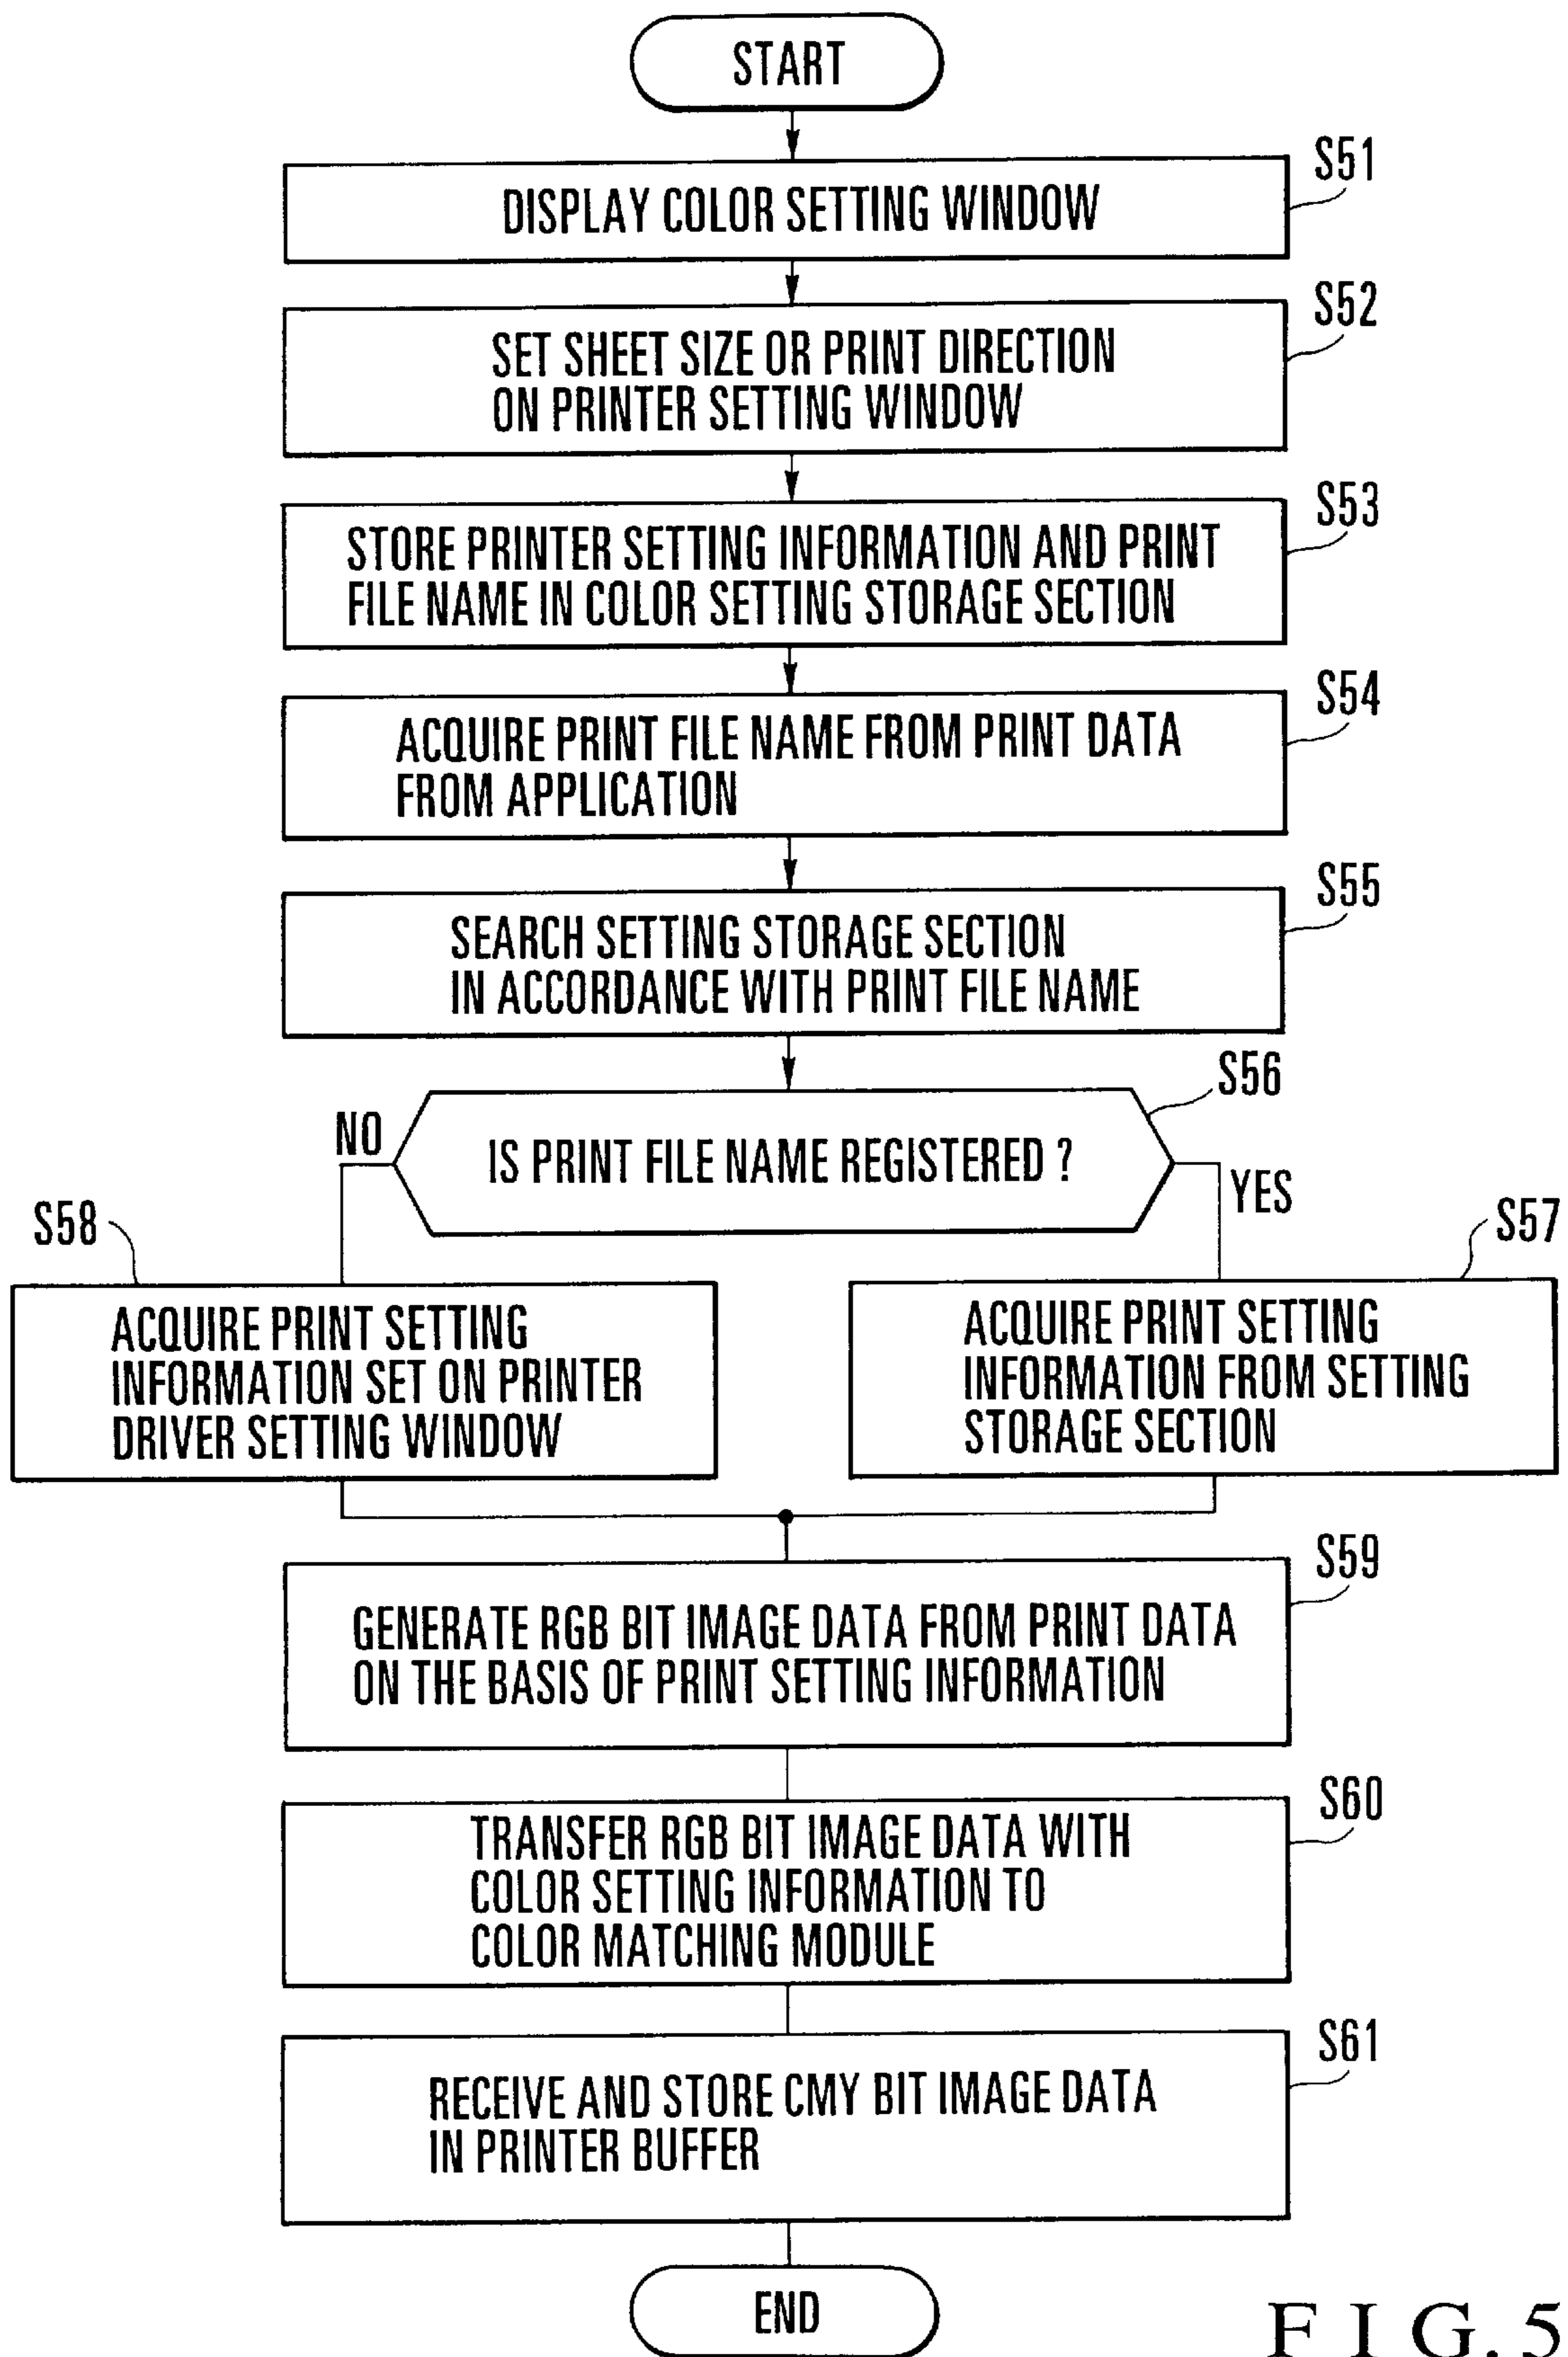 START
S51
DISPLAY COLOR SETTING WINDOW
S52
SET SHEET SIZE OR PRINT DIRECTION
ON PRINTER SETTING WINDOW
S53
STORE PRINTER SETTING INFORMATION AND PRINT
FILE NAME IN COLOR SETTING STORAGE SECTION
S54
ACQUIRE PRINT FILE NAME FROM PRINT DATA
FROM APPLICATION
S55
SEARCH SETTING STORAGE SECTION
IN ACCORDANCE WITH PRINT FILE NAME
S56
NO
IS PRINT FILE NAME REGISTERED ?
YES
S58
ACQUIRE PRINT SETTING
INFORMATION SET ON PRINTER
DRIVER SETTING WINDOW
S57
ACQUIRE PRINT SETTING
INFORMATION FROM SETTING
STORAGE SECTION
S59
GENERATE RGB BIT IMAGE DATA FROM PRINT DATA
ON THE BASIS OF PRINT SETTING INFORMATION
S60
TRANSFER RGB BIT IMAGE DATA WITH
COLOR SETTING INFORMATION TO
COLOR MATCHING MODULE
S61
RECEIVE AND STORE CMY BIT IMAGE DATA
IN PRINTER BUFFER
END
FIG.5